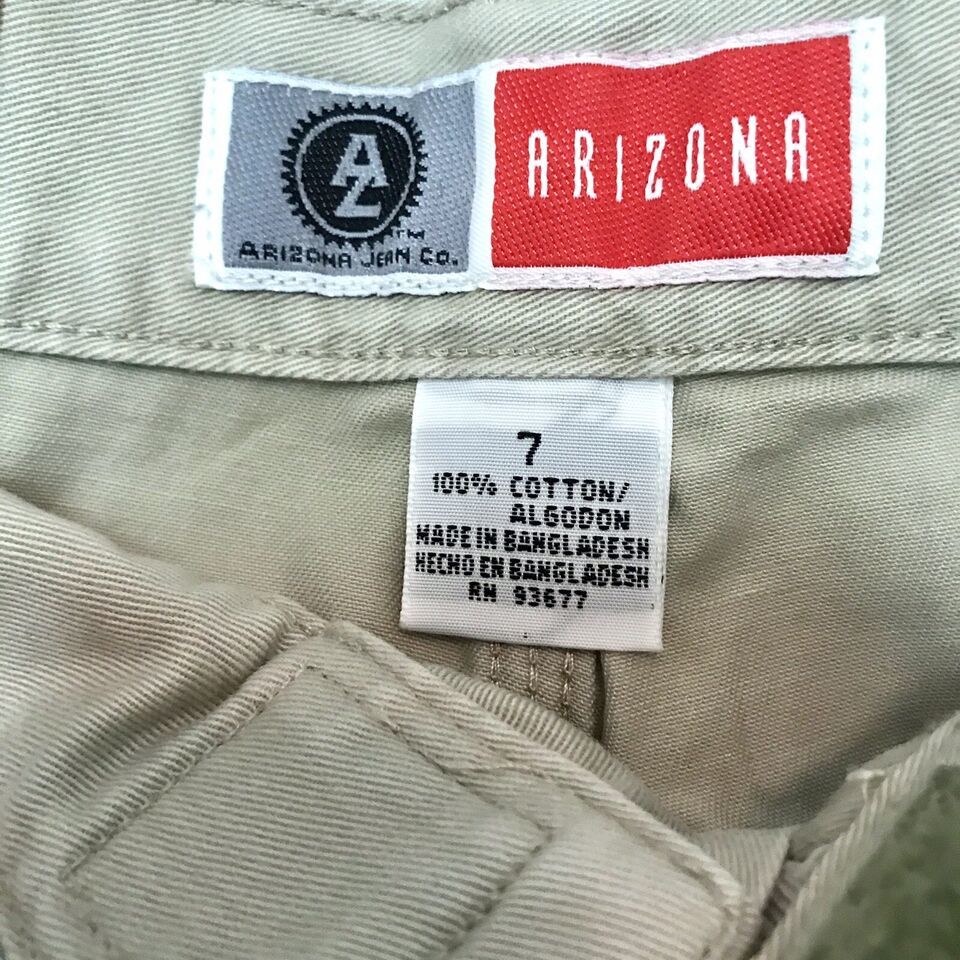 AZ
TM
ARIZONA JEAN CO.
ARIZONA
7
100% COTTON/
ALGODON
MADE IN BANGLADESH
HECHO EN BANGLADESH
RN 93677